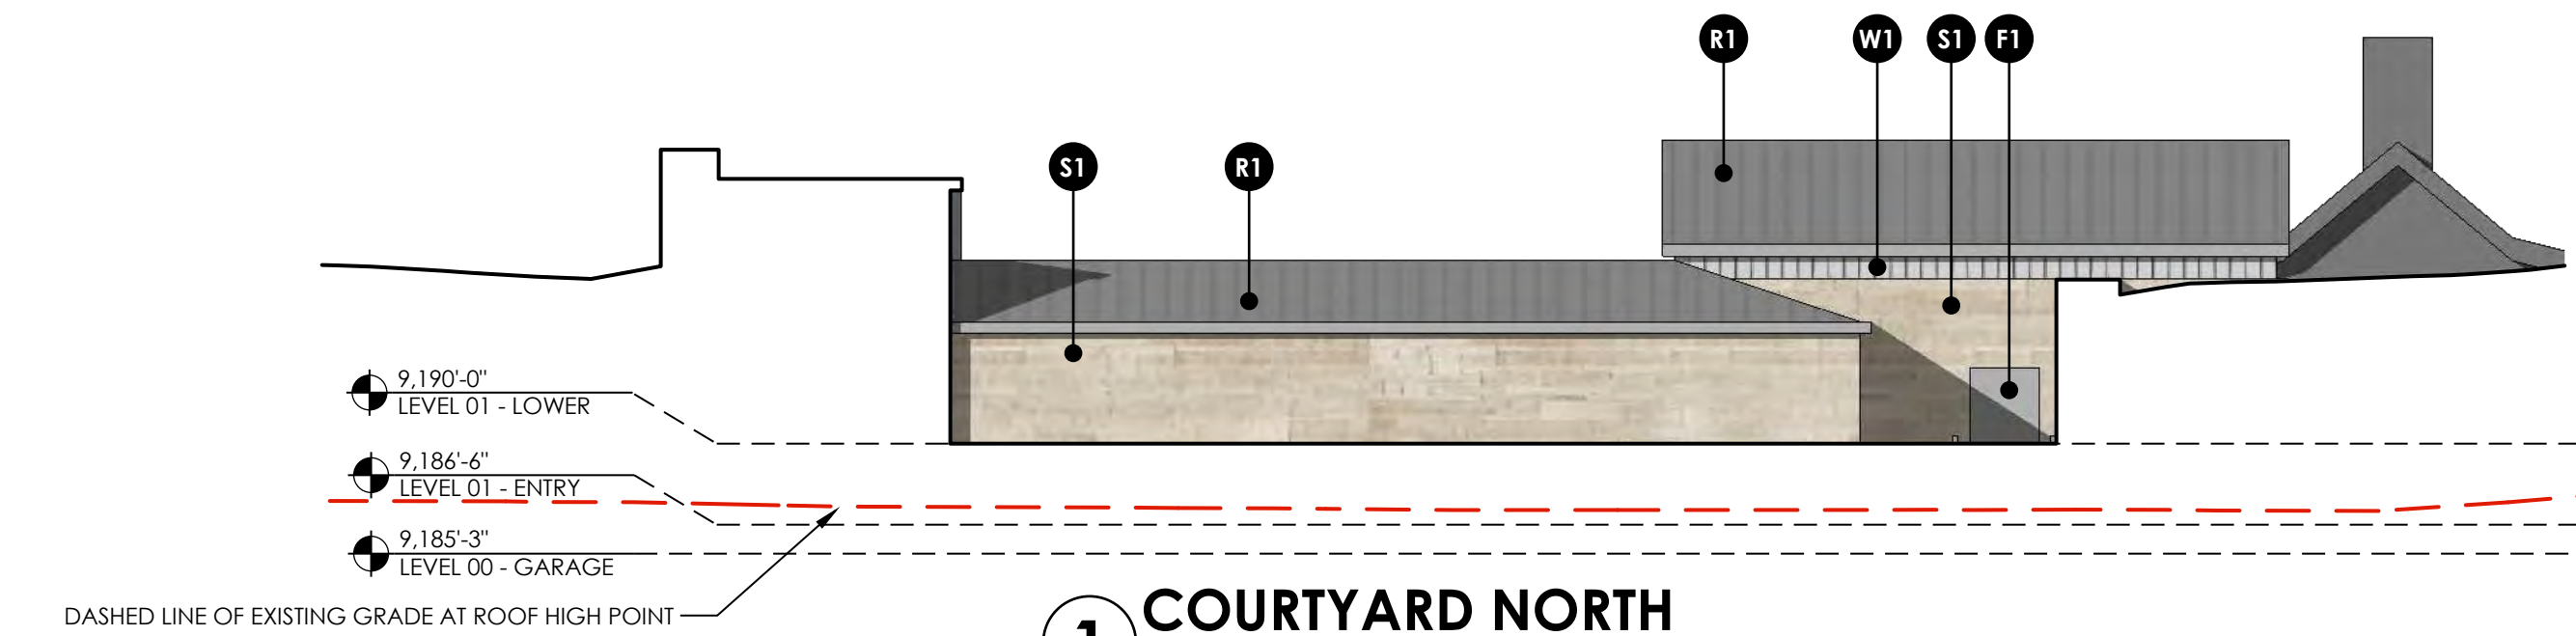 R1 W1 S1 F1
S1 R1
9,190'-0"
LEVEL 01 - LOWER
9,186'-6"
LEVEL 01 - ENTRY
9,185'-3"
LEVEL 00 - GARAGE
DASHED LINE OF EXISTING GRADE AT ROOF HIGH POINT
1 COURTYARD NORTH